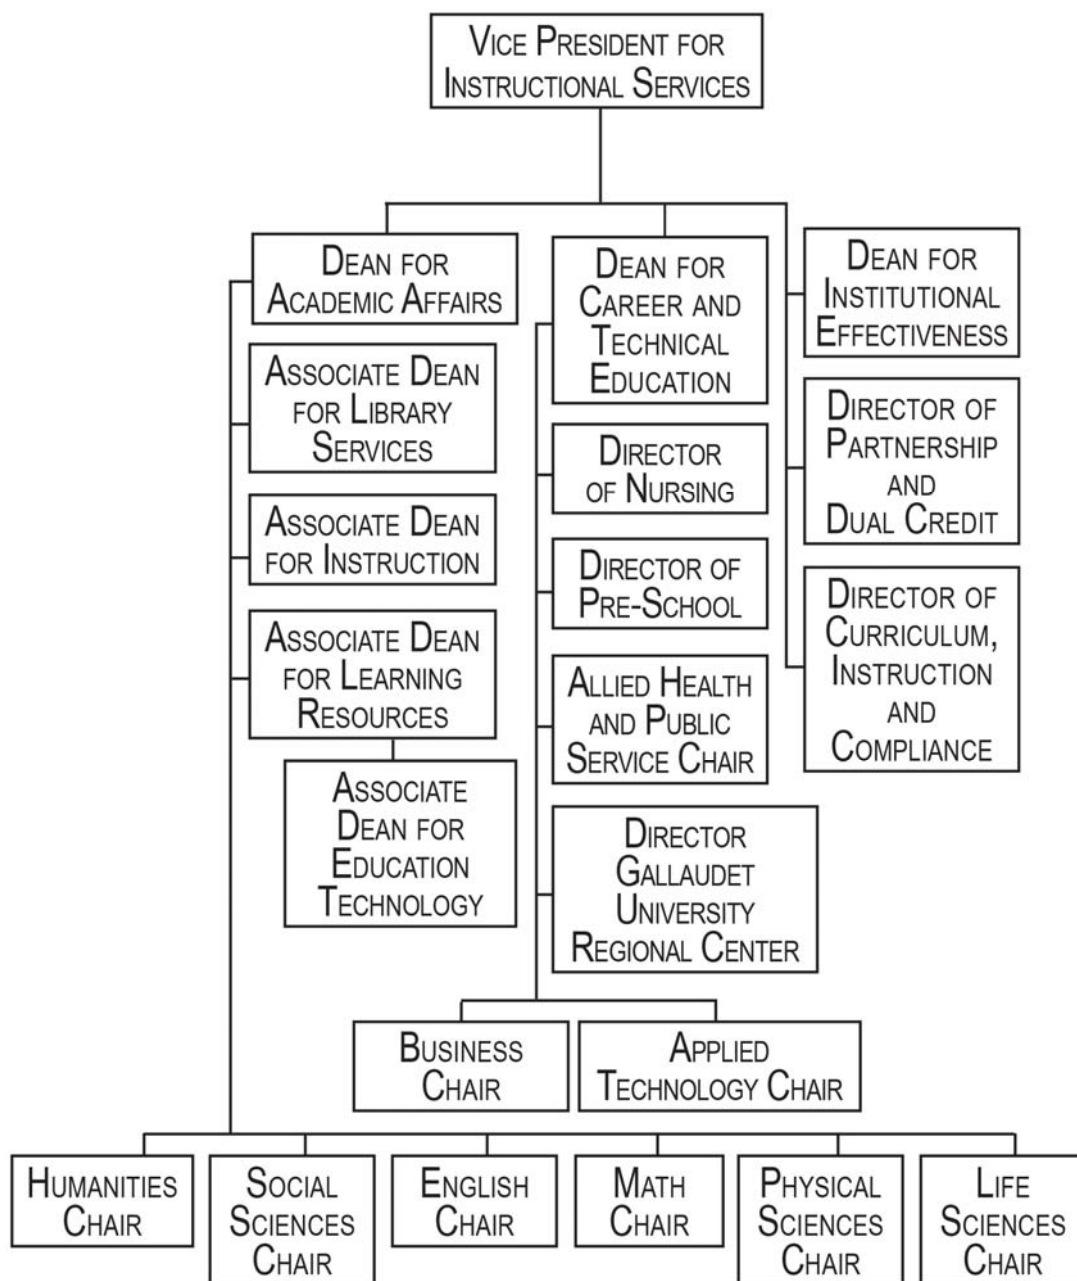 Vice President for
Instructional Services
Dean for
Academic Affairs
Associate Dean
for Library
Services
Associate Dean
for Instruction
Associate Dean
for Learning
Resources
Associate
Dean for
Education
Technology
Dean for
Career and
Technical
Education
Director
of Nursing
Director of
Pre-School
Allied Health
and Public
Service Chair
Director
Gallaudet
University
Regional Center
Dean for
Institutional
Effectiveness
Director of
Partnership
and
Dual Credit
Director of
Curriculum,
Instruction
and
Compliance
Business
Chair
Applied
Technology Chair
Humanities
Chair
Social
Sciences
Chair
English
Chair
Math
Chair
Physical
Sciences
Chair
Life
Sciences
Chair